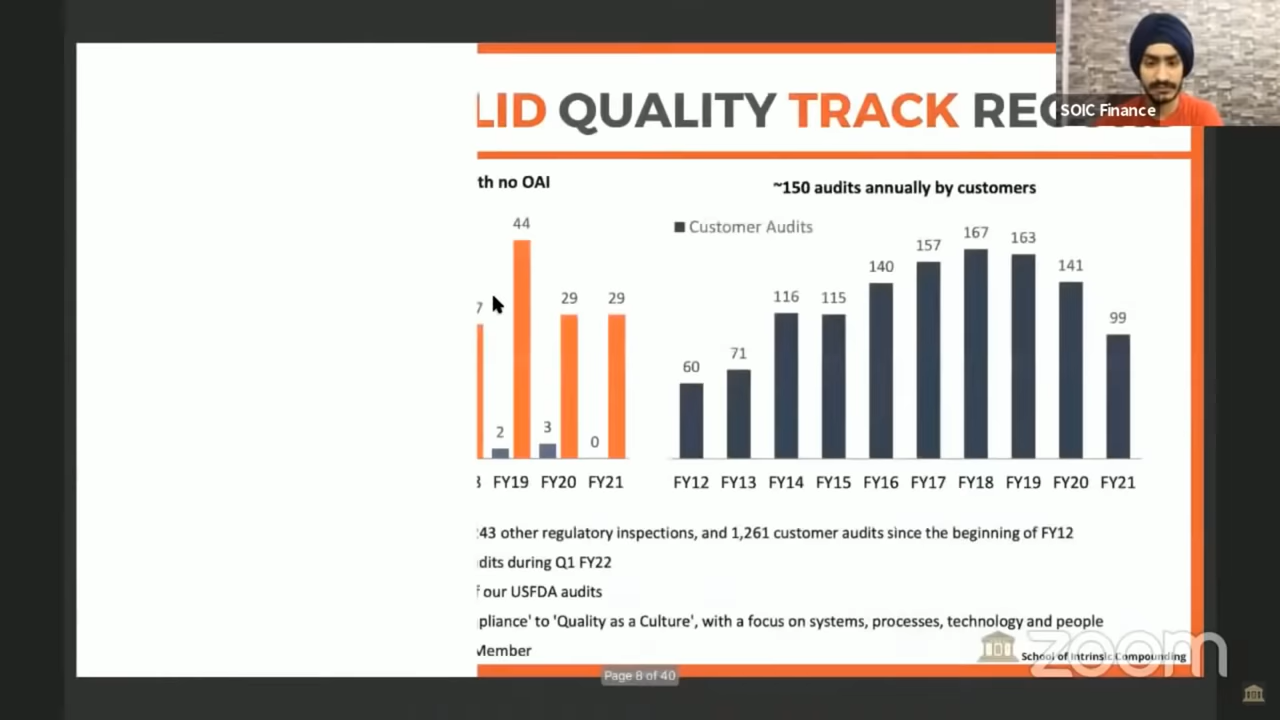 LID QUALITY TRACK REC
SOIC Finance
th no OAI
~150 audits annually by customers
Customer Audits
7 44 29 29
2 3 0
60 71 116 115 140 157 167 163 141 99
FY19 FY20 FY21
FY12 FY13 FY14 FY15 FY16 FY17 FY18 FY19 FY20 FY21
243 other regulatory inspections, and 1,261 customer audits since the beginning of FY12
dits during Q1 FY22
f our USFDA audits
pliance' to 'Quality as a Culture', with a focus on systems, processes, technology and people
Member
School of Intrinsic Compounding
zoom
Page 8 of 40